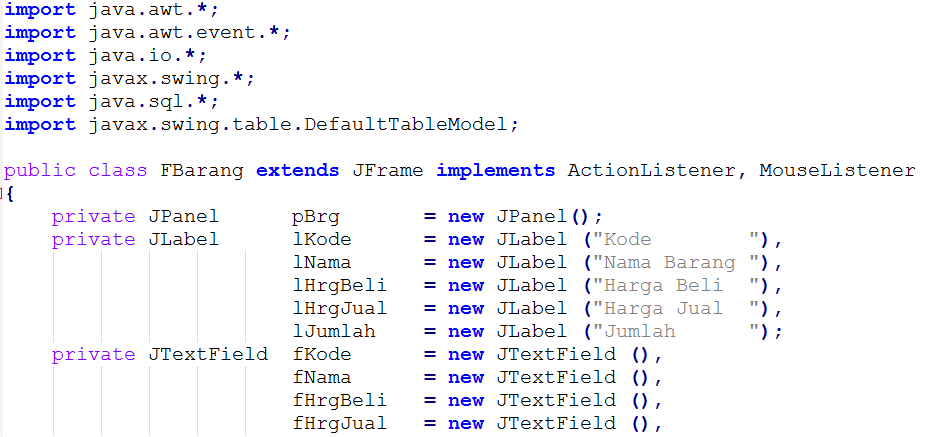 import java.awt.*;
import java.awt.event.*;
import java.io.*;
import javax.swing.*;
import java.sql.*;
import javax.swing.table.DefaultTableModel;
public class FBarang extends JFrame implements ActionListener, MouseListener
{
    private JPanel      pBrg       = new JPanel();
    private JLabel      lKode      = new JLabel ("Kode        "),
                        lNama      = new JLabel ("Nama Barang "),
                        lHrgBeli   = new JLabel ("Harga Beli  "),
                        lHrgJual   = new JLabel ("Harga Jual  "),
                        lJumlah    = new JLabel ("Jumlah      ");
    private JTextField  fKode      = new JTextField (),
                        fNama      = new JTextField (),
                        fHrgBeli   = new JTextField (),
                        fHrgJual   = new JTextField (),